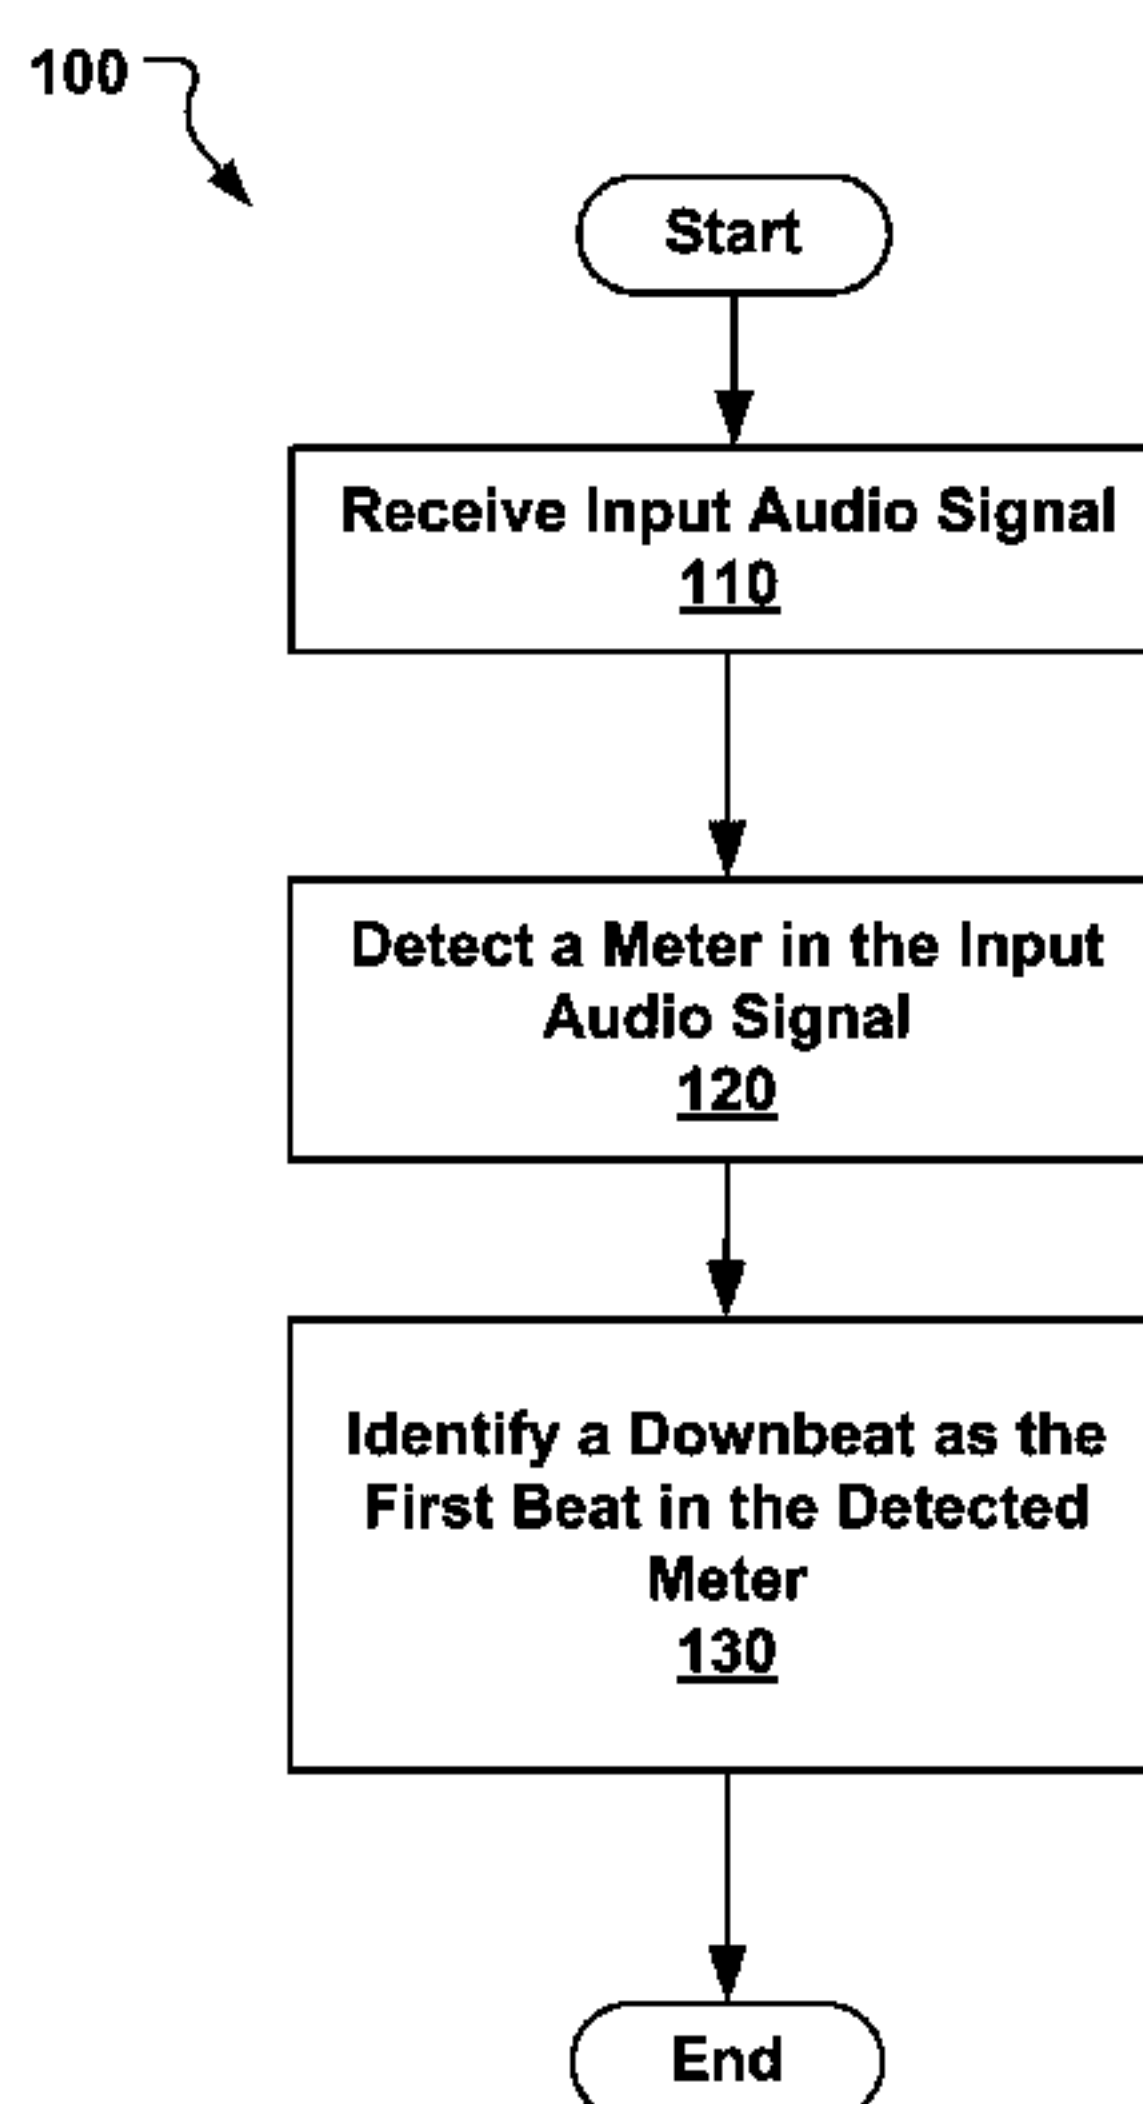 100
Start
Receive Input Audio Signal
110
Detect a Meter in the Input
Audio Signal
120
Identify a Downbeat as the
First Beat in the Detected
Meter
130
End